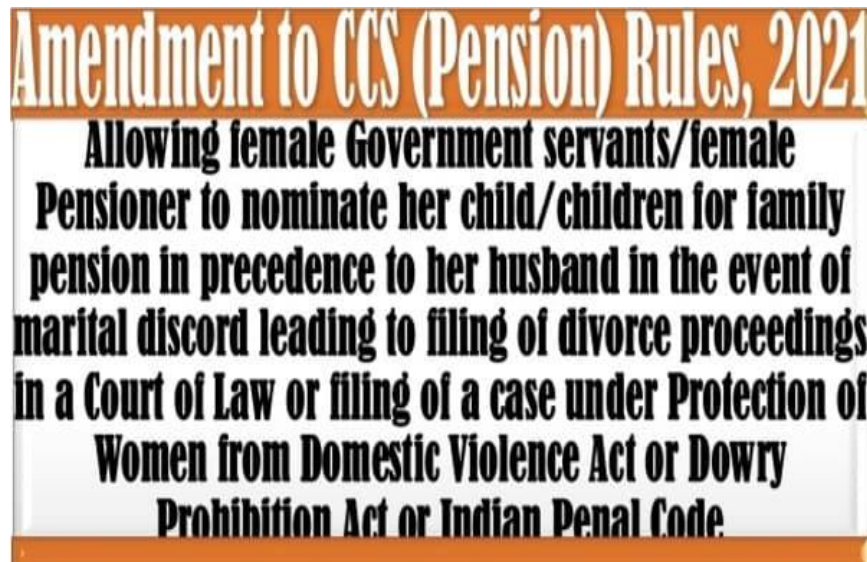 Amendment to CCS (Pension) Rules, 2021
Allowing female Government servants/female
Pensioner to nominate her child/children for family
pension in precedence to her husband in the event of
marital discord leading to filing of divorce proceedings
in a Court of Law or filing of a case under Protection of
Women from Domestic Violence Act or Dowry
Prohibition Act or Indian Penal Code